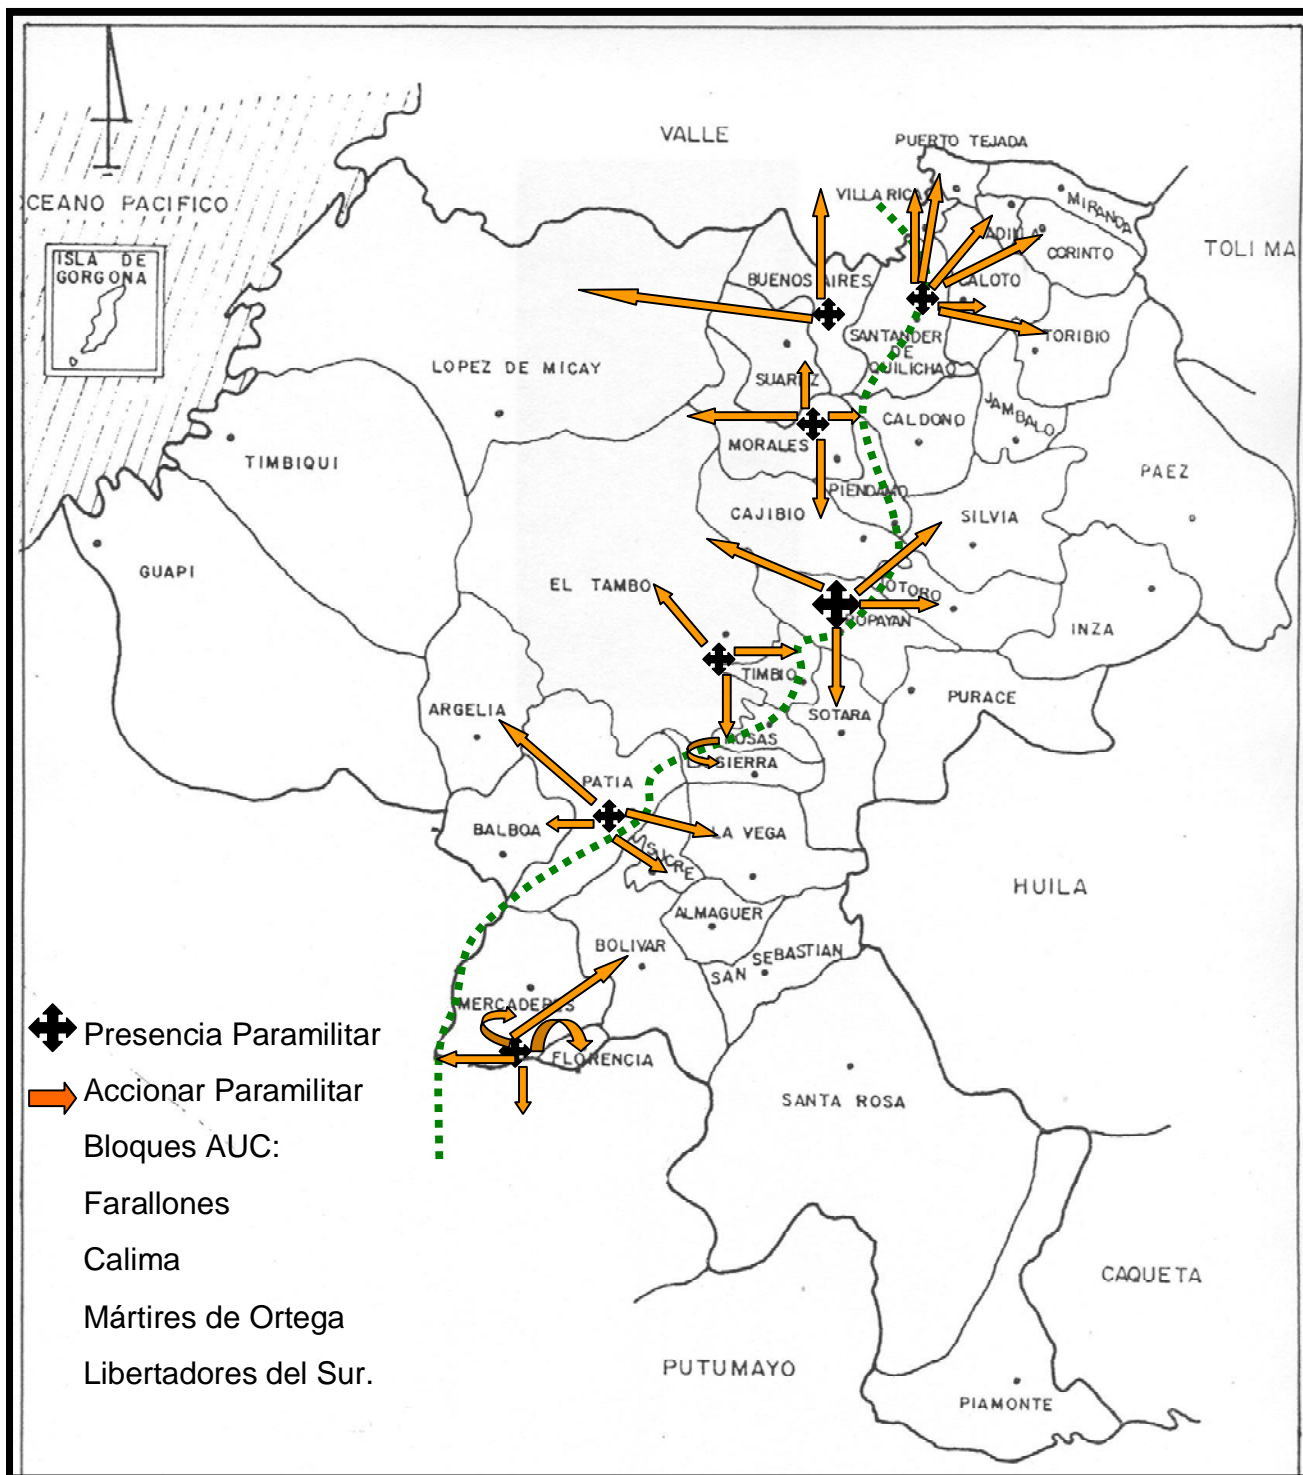 VALLE
PUERTO TEJADA
VILLA RICA
MIRANDA
CEANO PACIFICO
ADILLA
TOLIMA
CORINTO
ISLA DE
GORGONA
BUENOS AIRES
CALOTO
SANTANDER
DE
QUILICHAO
TORIBIO
LOPEZ DE MICAY
SUAREZ
JAMBALO
CALDONO
MORALES
TIMBIQUI
PAEZ
PIENDAMO
CAJIBIO
SILVIA
GUAPI
EL TAMBO
TOTORO
POPAYAN
INZA
TIMBIO
PURACE
ARGELIA
SOTARA
ROSAS
LA SIERRA
PATIA
BALBOA
LA VEGA
SUCRE
HUILA
ALMAGUER
BOLIVAR
SAN SEBASTIAN
MERCADERES
Presencia Paramilitar
FLORENCIA
Accionar Paramilitar
SANTA ROSA
Bloques AUC:
Farallones
Calima
CAQUETA
Mártires de Ortega
Libertadores del Sur.
PUTUMAYO
PIAMONTE